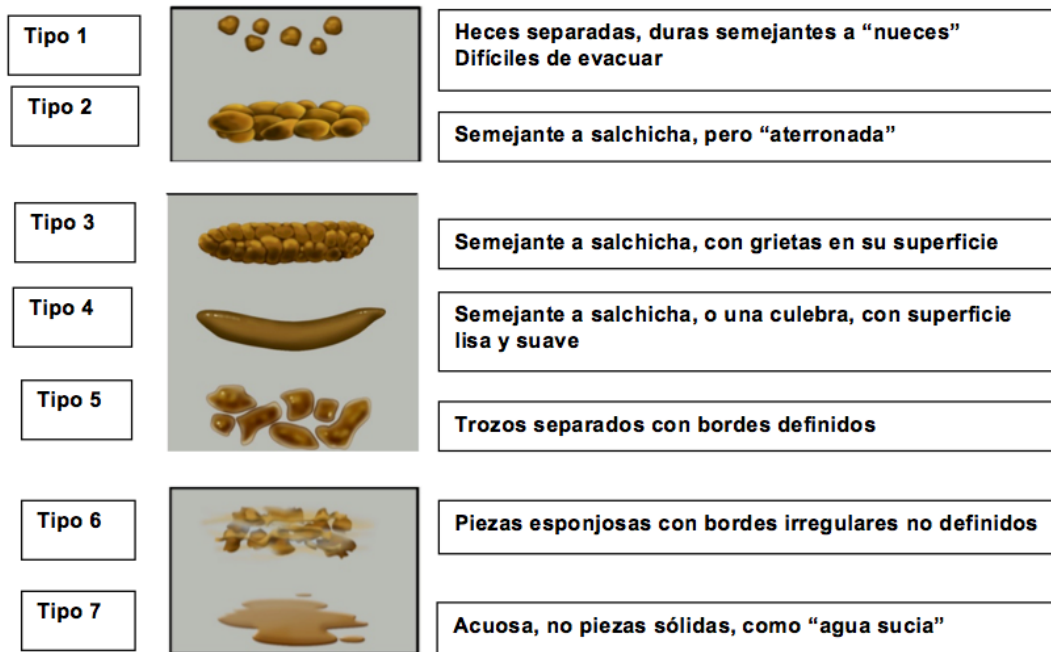 Tipo 1
Heces separadas, duras semejantes a “nueces”
Difíciles de evacuar
Tipo 2
Semejante a salchicha, pero “aterronada”
Tipo 3
Semejante a salchicha, con grietas en su superficie
Tipo 4
Semejante a salchicha, o una culebra, con superficie
lisa y suave
Tipo 5
Trozos separados con bordes definidos
Tipo 6
Piezas esponjosas con bordes irregulares no definidos
Tipo 7
Acuosa, no piezas sólidas, como “agua sucia”